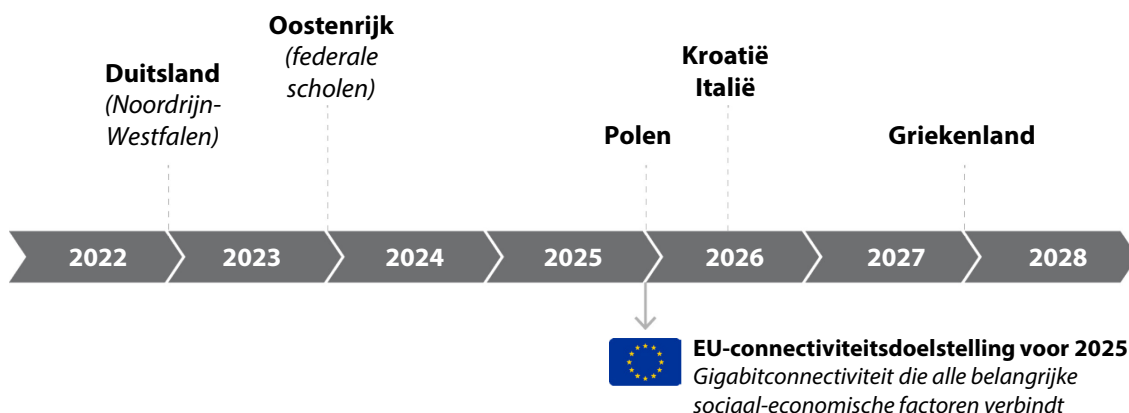 Oostenrijk
(federale
scholen)
Duitsland
(Noordrijn-
Westfalen)
Kroatië
Italië
Polen
Griekenland
2022
2023
2024
2025
2026
2027
2028
EU-connectiviteitsdoelstelling voor 2025
Gigabitconnectiviteit die alle belangrijke
sociaal-economische factoren verbindt